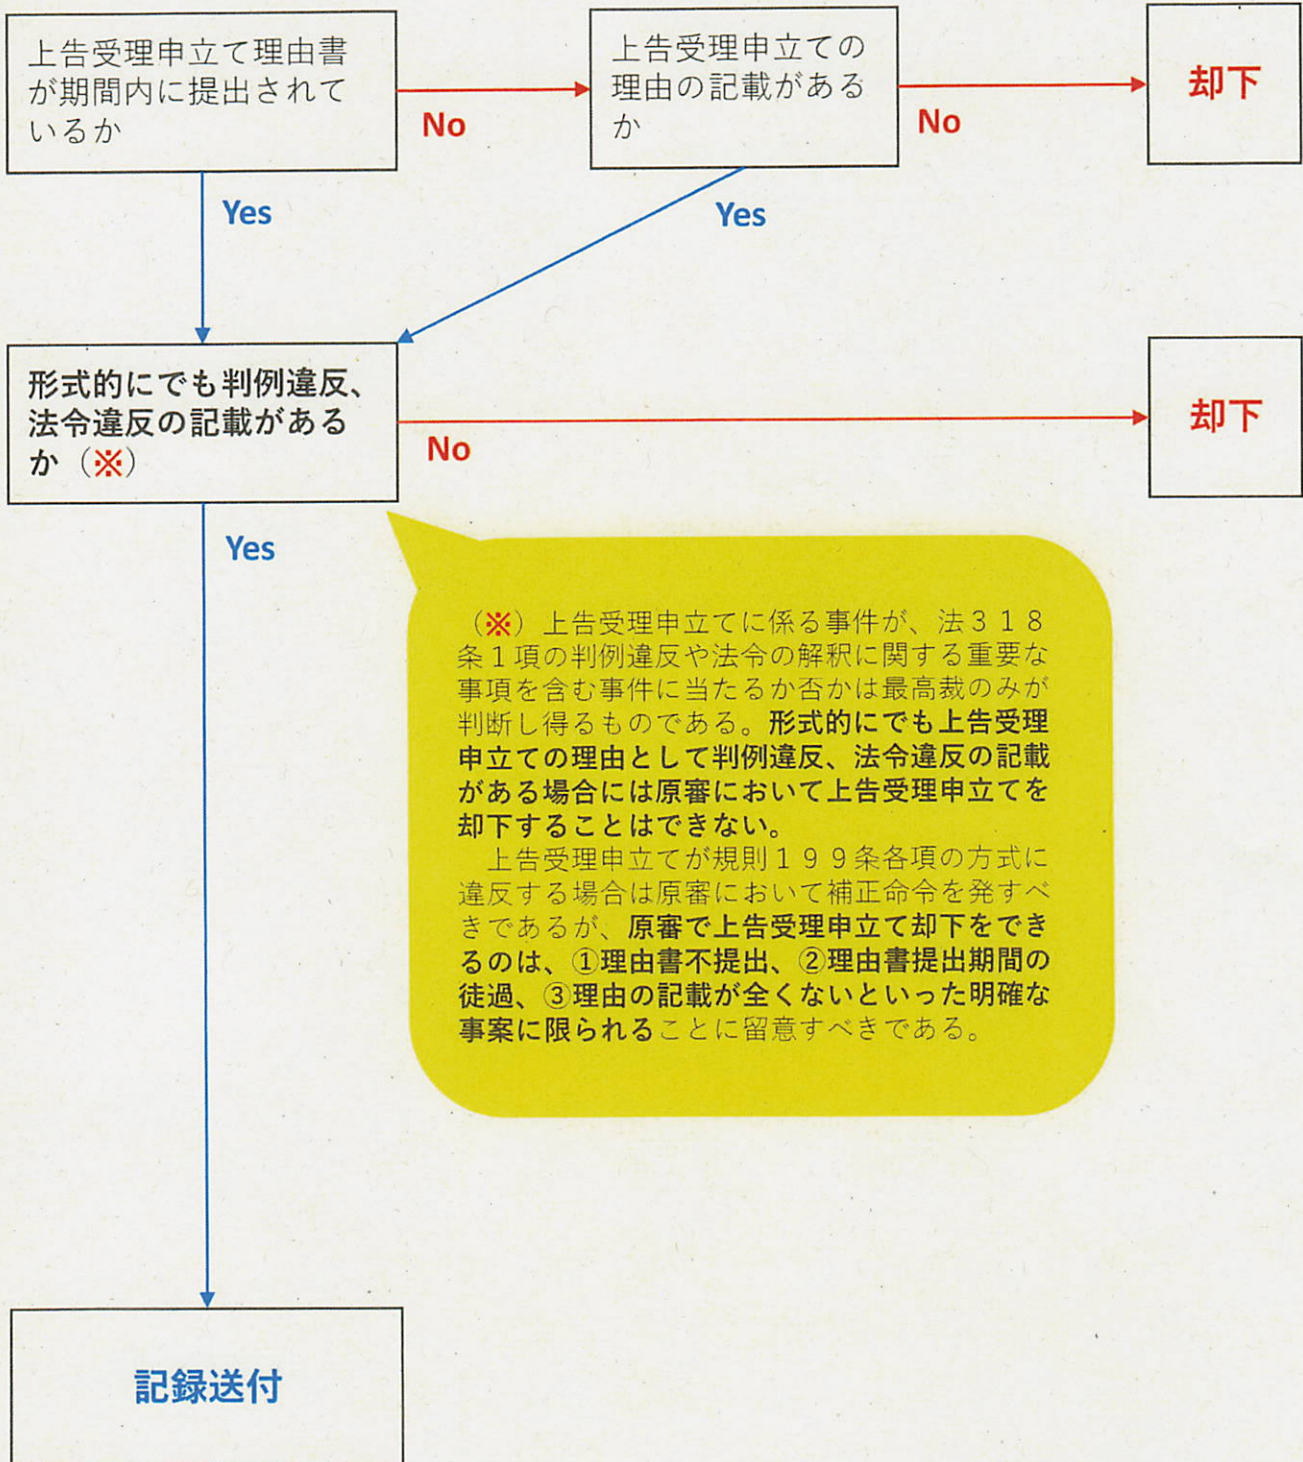 上告受理申立て理由書
が期間内に提出されて
いるか
No
上告受理申立ての
理由の記載がある
か
No
却下
Yes
Yes
形式的にでも判例違反、
法令違反の記載がある
か（※）
No
却下
Yes
（※）上告受理申立てに係る事件が、法３１８
条１項の判例違反や法令の解釈に関する重要な
事項を含む事件に当たるか否かは最高裁のみが
判断し得るものである。形式的にでも上告受理
申立ての理由として判例違反、法令違反の記載
がある場合には原審において上告受理申立てを
却下することはできない。
上告受理申立てが規則１９９条各項の方式に
違反する場合は原審において補正命令を発すべ
きであるが、原審で上告受理申立て却下をでき
るのは、①理由書不提出、②理由書提出期間の
徒過、③理由の記載が全くないといった明確な
事案に限られることに留意すべきである。
記録送付